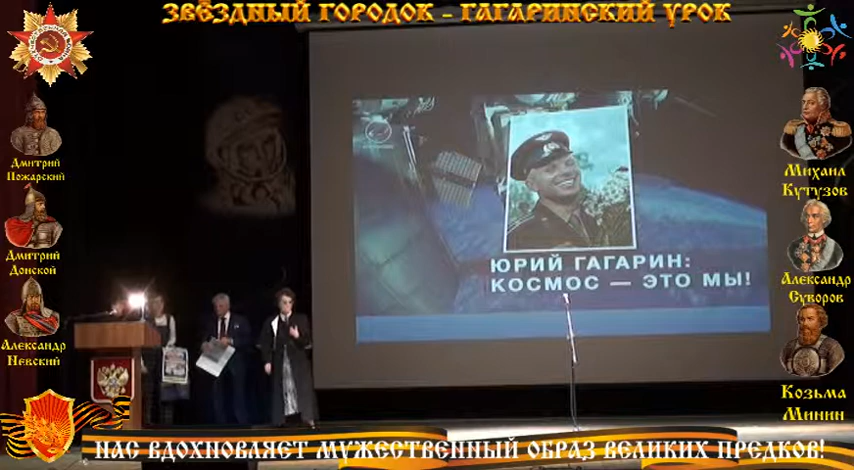 ЗВЁЗДНЫЙ ГОРОДОК - ГАГАРИНСКИЙ УРОК
Дмитрий
Пожарский
Дмитрий
Донской
Александр
Невский
ЮРИЙ ГАГАРИН:
КОСМОС — ЭТО МЫ!
Михаил
Кутузов
Александр
Суворов
Козьма
Минин
НАС ВДОХНОВЛЯЕТ МУЖЕСТВЕННЫЙ ОБРАЗ ВЕЛИКИХ ПРЕДКОВ!